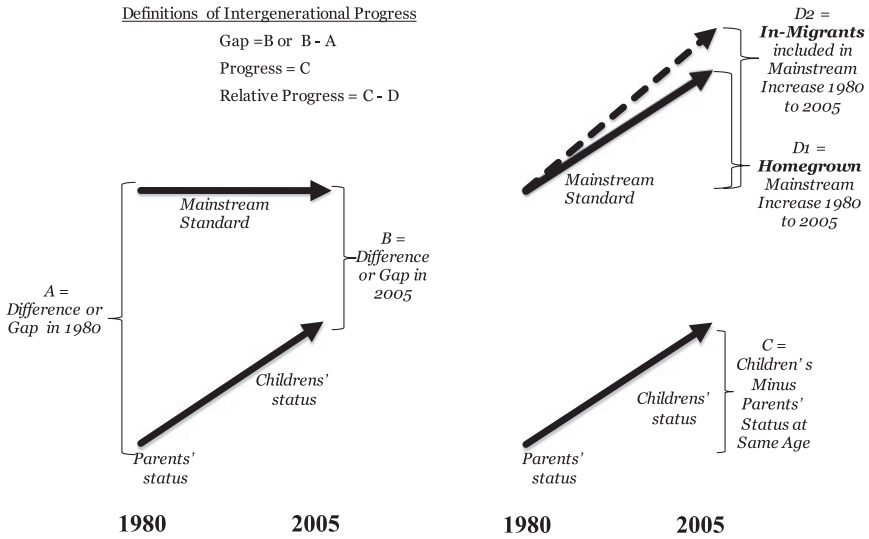 Definitions of Intergenerational Progress
Gap =B or B - A
Progress = C
Relative Progress = C - D
Mainstream
Standard
A =
Difference or
Gap in 1980
B =
Difference
or Gap in
2005
Childrens'
status
Parents'
status
1980
2005
D2 =
In-Migrants
included in
Mainstream
Increase 1980
to 2005
D1 =
Homegrown
Mainstream
Increase 1980
to 2005
Mainstream
Standard
C =
Children's
Minus
Parents'
Status at
Same Age
Childrens'
status
Parents'
status
1980
2005